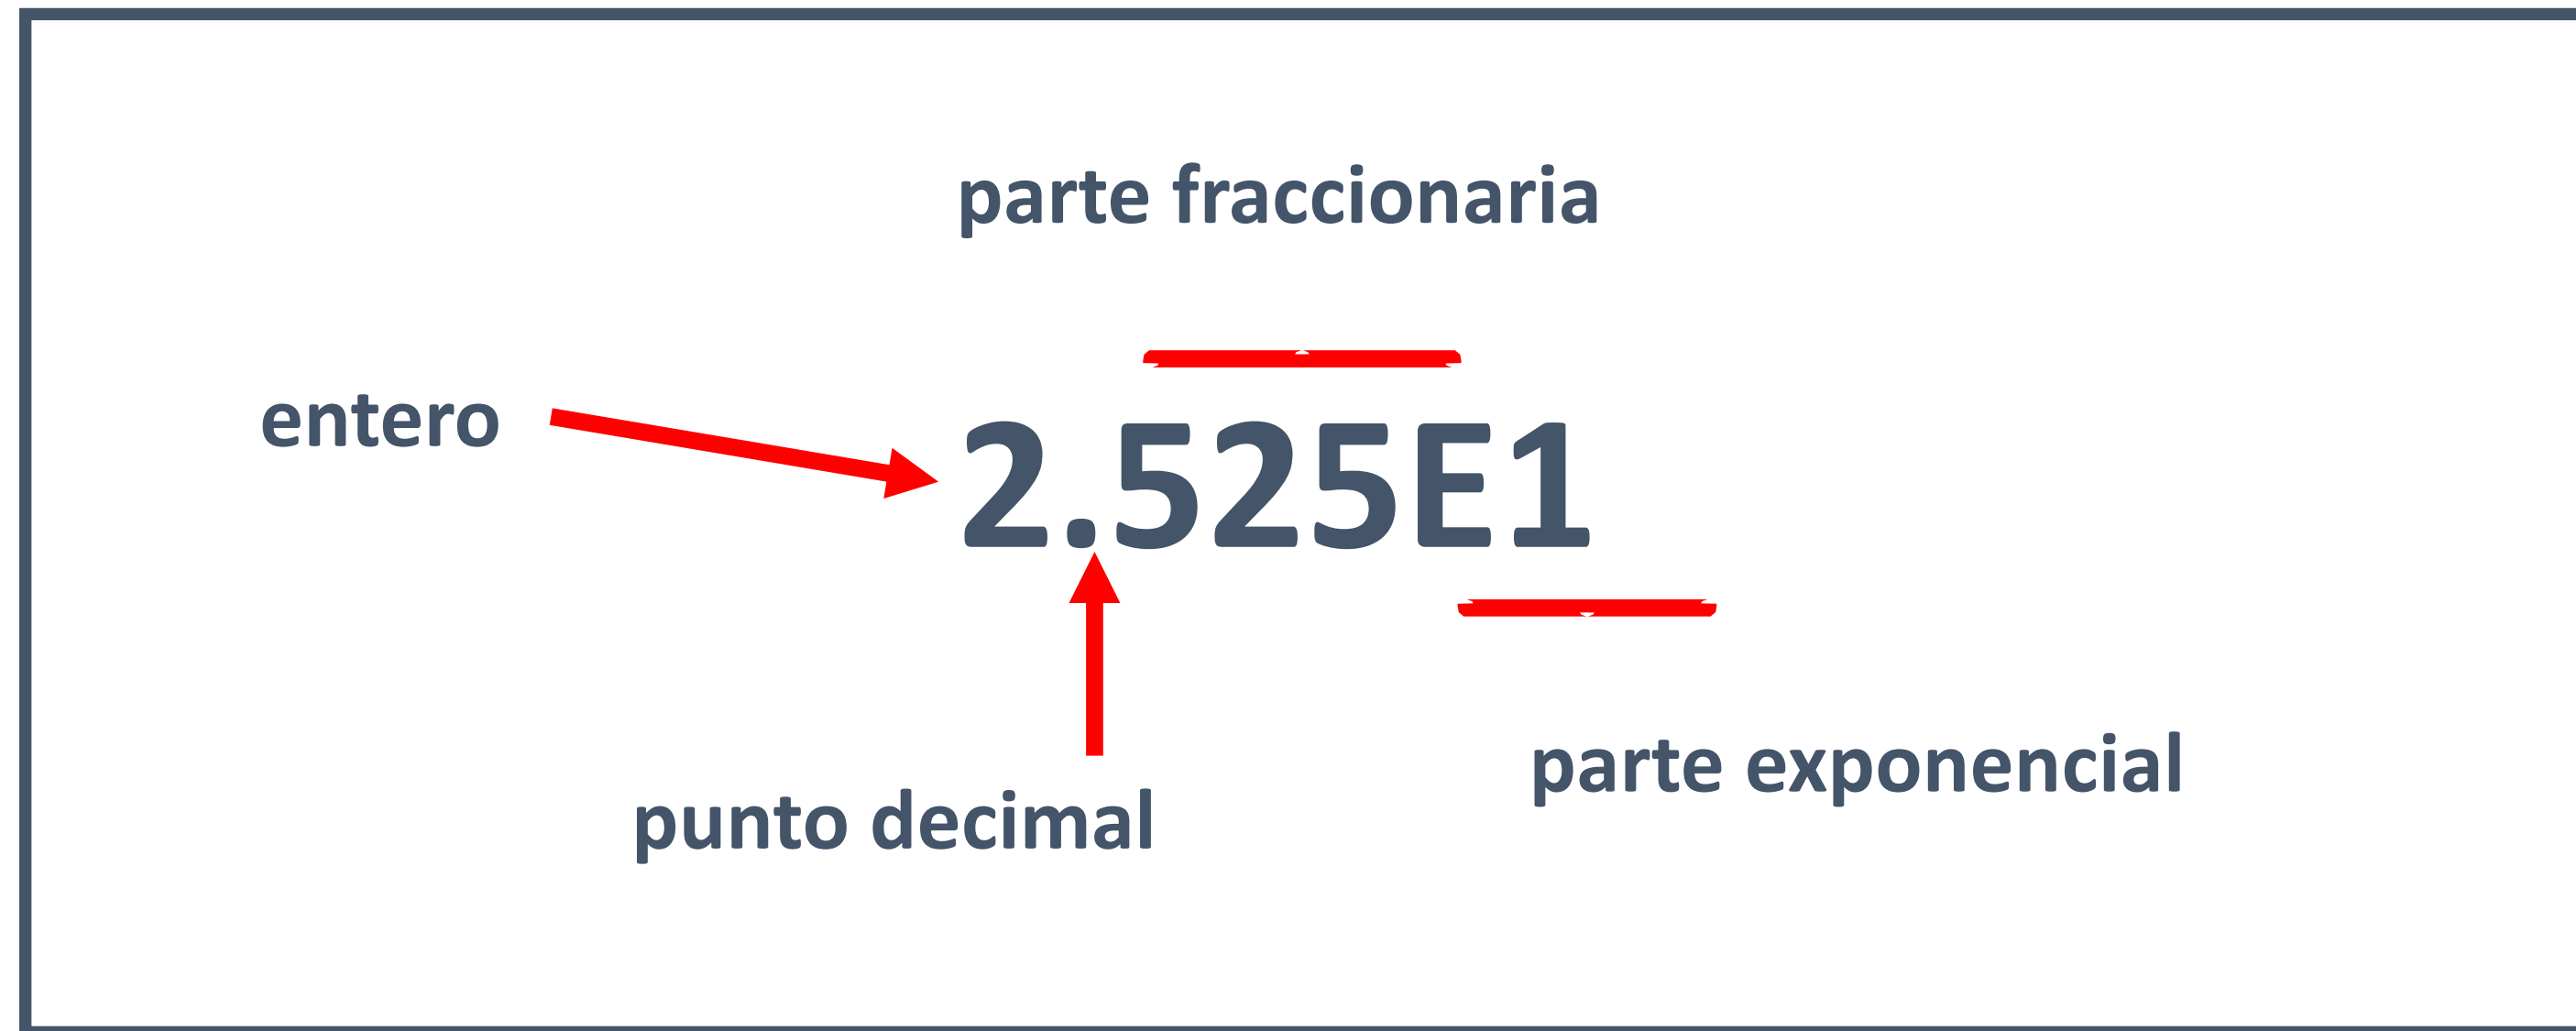 parte fraccionaria
entero
2.525E1
parte exponencial
punto decimal